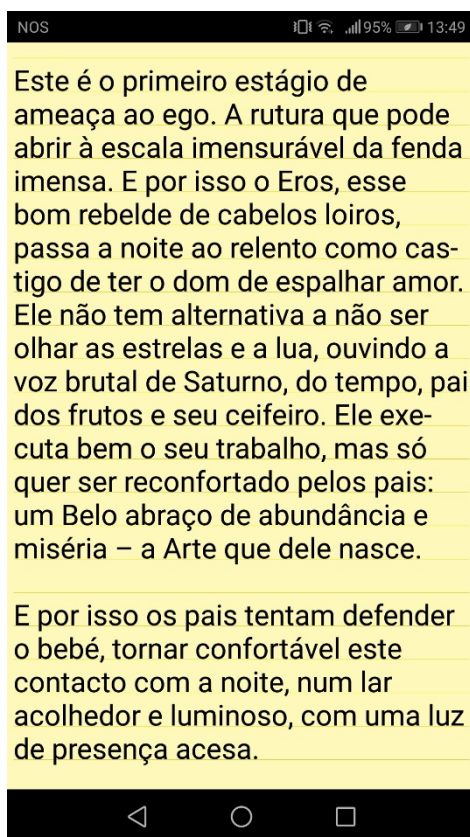 NOS 95% 13:49
Este é o primeiro estágio de
ameaça ao ego. A rutura que pode
abrir à escala imensurável da fenda
imensa. E por isso o Eros, esse
bom rebelde de cabelos loiros,
passa a noite ao relento como cas-
tigo de ter o dom de espalhar amor.
Ele não tem alternativa a não ser
olhar as estrelas e a lua, ouvindo a
voz brutal de Saturno, do tempo, pai
dos frutos e seu ceifeiro. Ele exe-
cuta bem o seu trabalho, mas só
quer ser reconfortado pelos pais:
um Belo abraço de abundância e
miséria – a Arte que dele nasce.
E por isso os pais tentam defender
o bebé, tornar confortável este
contacto com a noite, num lar
acolhedor e luminoso, com uma luz
de presença acesa.